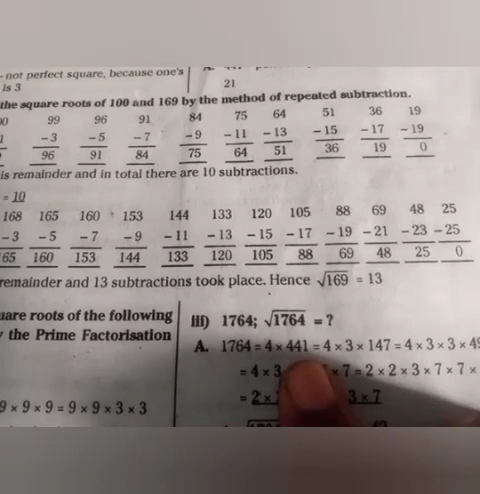 - not perfect square, because one's
is 3
21
the square roots of 100 and 169 by the method of repeated subtraction.
99 96 91 84 75 64 51 36 19
-3 -5 -7 -9 -11 -13 -15 -17 -19
96 91 84 75 64 51 36 19 0
is remainder and in total there are 10 subtractions.
= 10
168 165 160 153 144 133 120 105 88 69 48 25
-3 -5 -7 -9 -11 -13 -15 -17 -19 -21 -23 -25
65 160 153 144 133 120 105 88 69 48 25 0
remainder and 13 subtractions took place. Hence √169 = 13
uare roots of the following
the Prime Factorisation
9 × 9 × 9 = 9 × 9 × 3 × 3
iii) 1764; √1764 = ?
A. 1764 = 4 × 441 = 4 × 3 × 147 = 4 × 3 × 3 × 49
= 4 × 3 × 7 = 2 × 2 × 3 × 7 × 7 ×
= 2 × 3 × 7